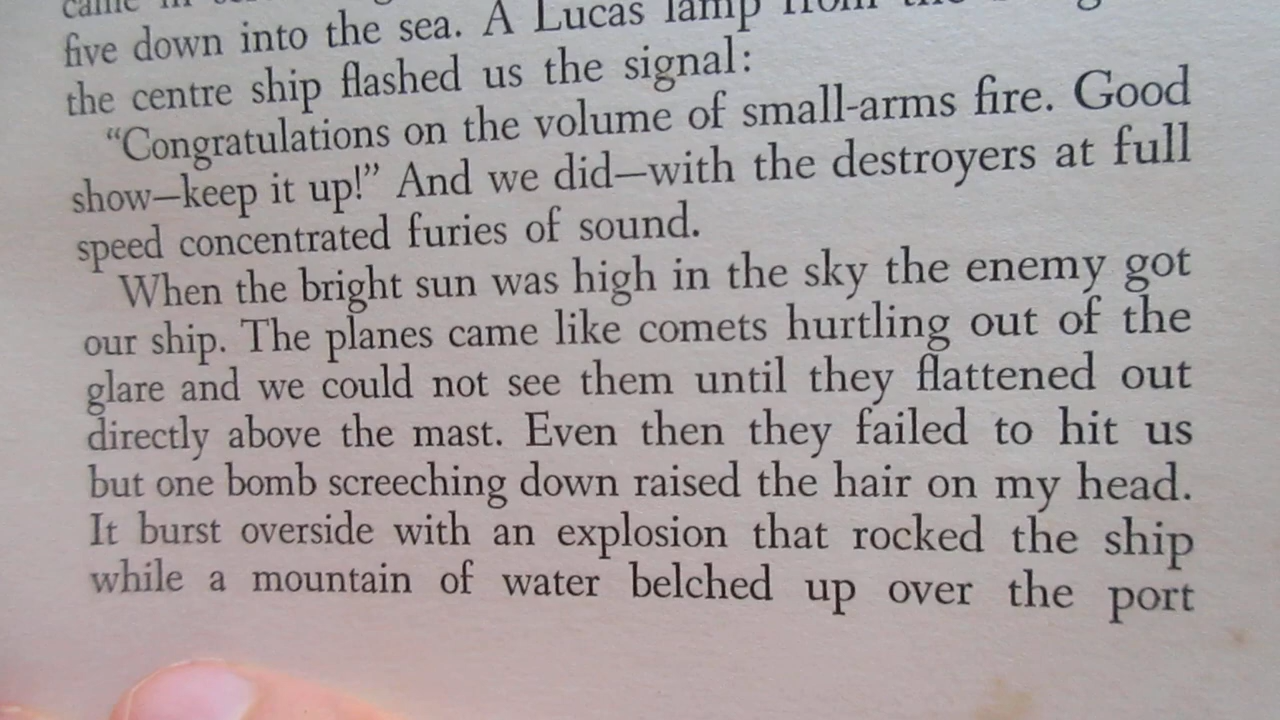 came in
five down into the sea. A Lucas lamp from the
the centre ship flashed us the signal:
“Congratulations on the volume of small-arms fire. Good
show—keep it up!” And we did—with the destroyers at full
speed concentrated furies of sound.
When the bright sun was high in the sky the enemy got
our ship. The planes came like comets hurtling out of the
glare and we could not see them until they flattened out
directly above the mast. Even then they failed to hit us
but one bomb screeching down raised the hair on my head.
It burst overside with an explosion that rocked the ship
while a mountain of water belched up over the port